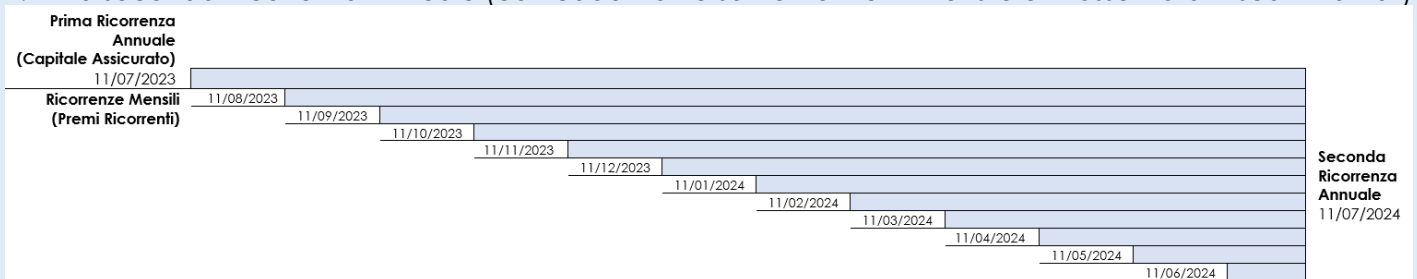 Prima Ricorrenza
Annuale
(Capitale Assicurato)
11/07/2023
Ricorrenze Mensili
(Premi Ricorrenti)
11/08/2023
11/09/2023
11/10/2023
11/11/2023
11/12/2023
11/01/2024
11/02/2024
11/03/2024
11/04/2024
11/05/2024
11/06/2024
Seconda
Ricorrenza
Annuale
11/07/2024